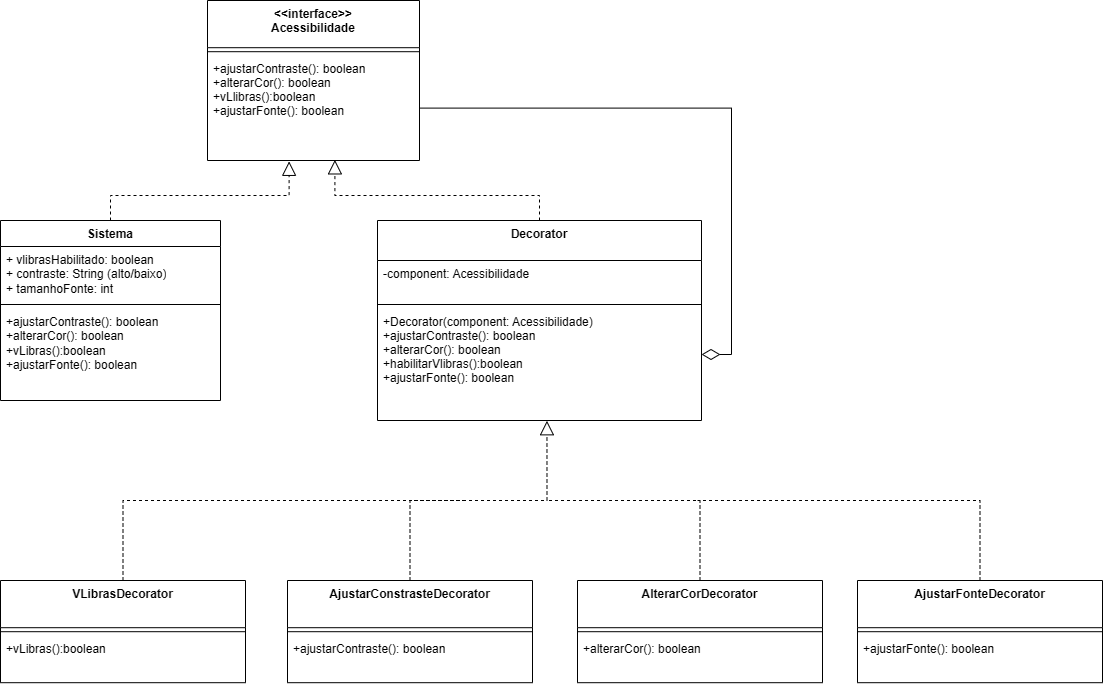 <<interface>>
Acessibilidade
+ajustarContraste(): boolean
+alterarCor(): boolean
+vLlibras():boolean
+ajustarFonte(): boolean
Sistema
+ vlibrasHabilitado: boolean
+ contraste: String (alto/baixo)
+ tamanhoFonte: int
+ajustarContraste(): boolean
+alterarCor(): boolean
+vLibras():boolean
+ajustarFonte(): boolean
Decorator
-component: Acessibilidade
+Decorator(component: Acessibilidade)
+ajustarContraste(): boolean
+alterarCor(): boolean
+habilitarVlibras():boolean
+ajustarFonte(): boolean
VLibrasDecorator
+vLibras():boolean
AjustarConstrasteDecorator
+ajustarContraste(): boolean
AlterarCorDecorator
+alterarCor(): boolean
AjustarFonteDecorator
+ajustarFonte(): boolean